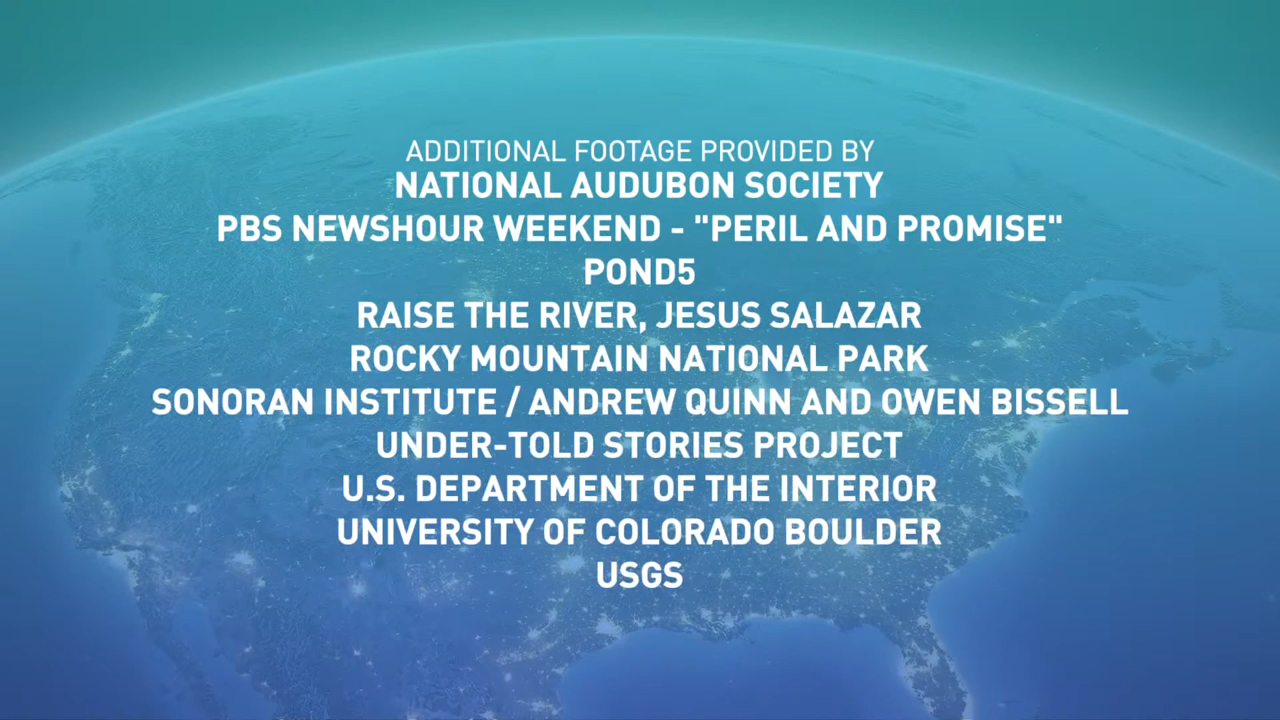 ADDITIONAL FOOTAGE PROVIDED BY
NATIONAL AUDUBON SOCIETY
PBS NEWSHOUR WEEKEND - "PERIL AND PROMISE"
POND5
RAISE THE RIVER, JESUS SALAZAR
ROCKY MOUNTAIN NATIONAL PARK
SONORAN INSTITUTE / ANDREW QUINN AND OWEN BISSELL
UNDER-TOLD STORIES PROJECT
U.S. DEPARTMENT OF THE INTERIOR
UNIVERSITY OF COLORADO BOULDER
USGS